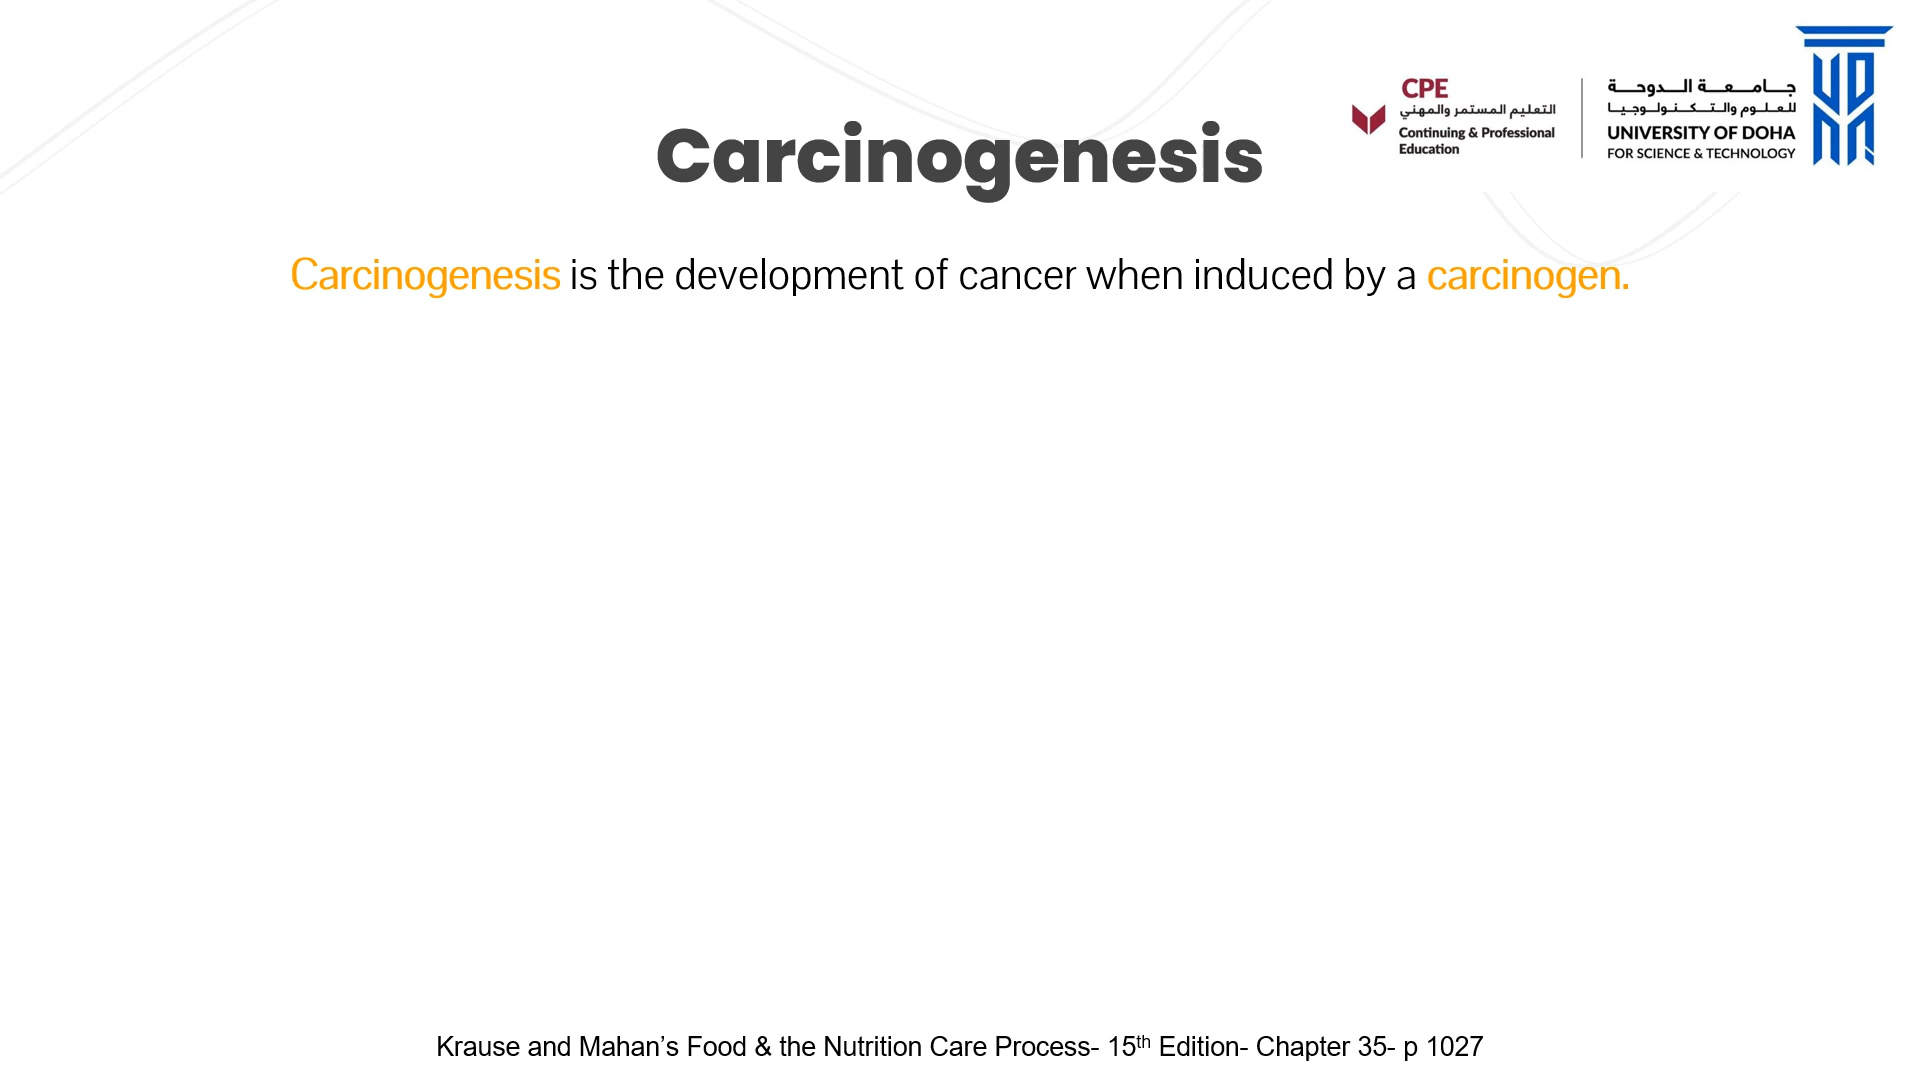 CPE
التعليم المستمر والمهني
Continuing & Professional
Education
جامعة الدوحة
للعلوم والتكنولوجيا
UNIVERSITY OF DOHA
FOR SCIENCE & TECHNOLOGY
Carcinogenesis
Carcinogenesis is the development of cancer when induced by a carcinogen.
Krause and Mahan’s Food & the Nutrition Care Process- 15th Edition- Chapter 35- p 1027